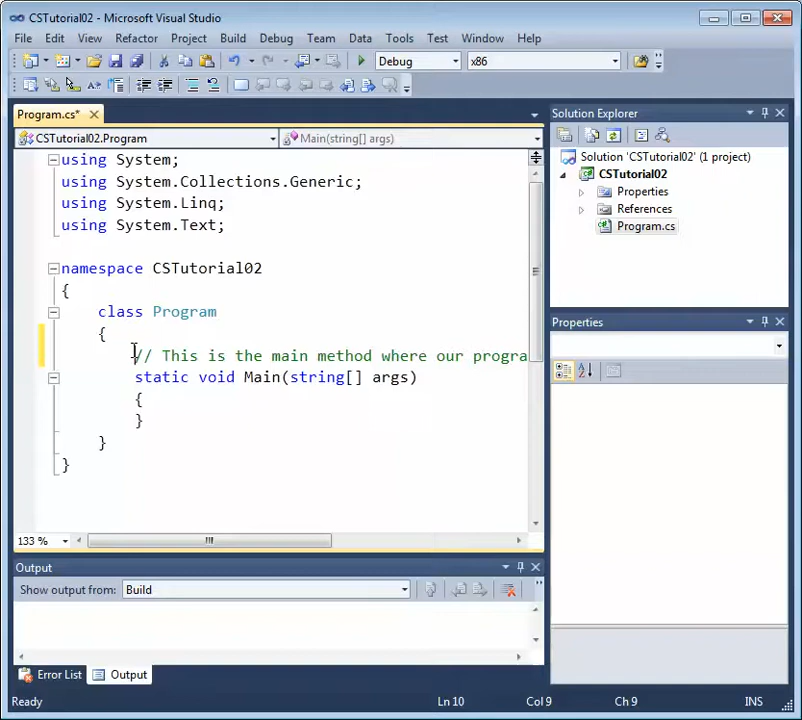 CSTutorial02 - Microsoft Visual Studio
File Edit View Refactor Project Build Debug Team Data Tools Test Window Help
Debug x86
Program.cs*
CSTutorial02.Program Main(string[] args)
using System;
using System.Collections.Generic;
using System.Linq;
using System.Text;
namespace CSTutorial02
{
class Program
{
// This is the main method where our progra
static void Main(string[] args)
{
}
}
}
133 %
Solution Explorer
Solution 'CSTutorial02' (1 project)
CSTutorial02
Properties
References
Program.cs
Properties
Output
Show output from: Build
Error List Output
Ready Ln 10 Col 9 Ch 9 INS